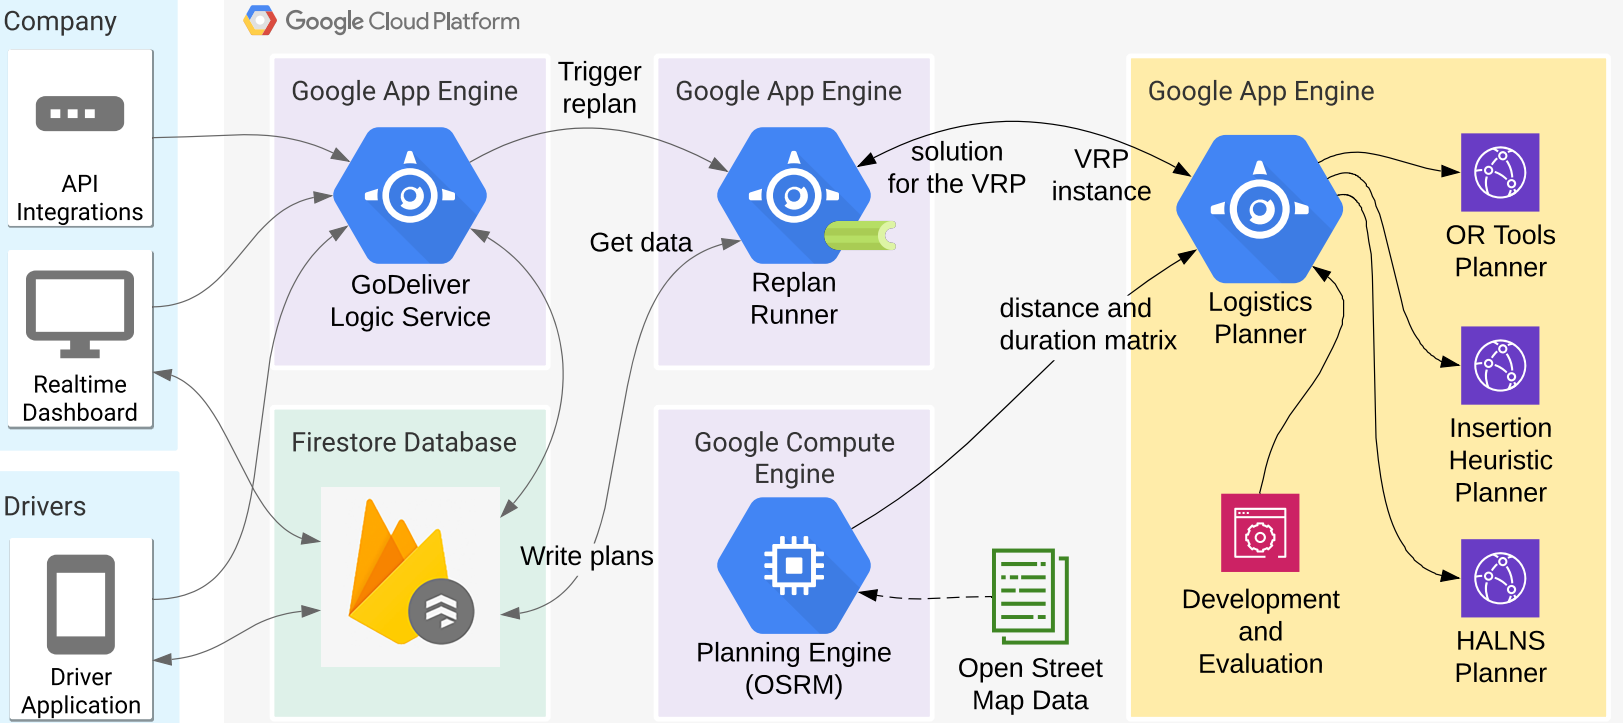 Company
API
Integrations
Realtime
Dashboard
Drivers
Driver
Application
Google Cloud Platform
Google App Engine
GoDeliver
Logic Service
Trigger
replan
Google App Engine
Replan
Runner
Get data
Write plans
Firestore Database
Google Compute
Engine
Planning Engine
(OSRM)
Open Street
Map Data
solution
for the VRP
VRP
instance
distance and
duration matrix
Google App Engine
Logistics
Planner
Development
and
Evaluation
OR Tools
Planner
Insertion
Heuristic
Planner
HALNS
Planner